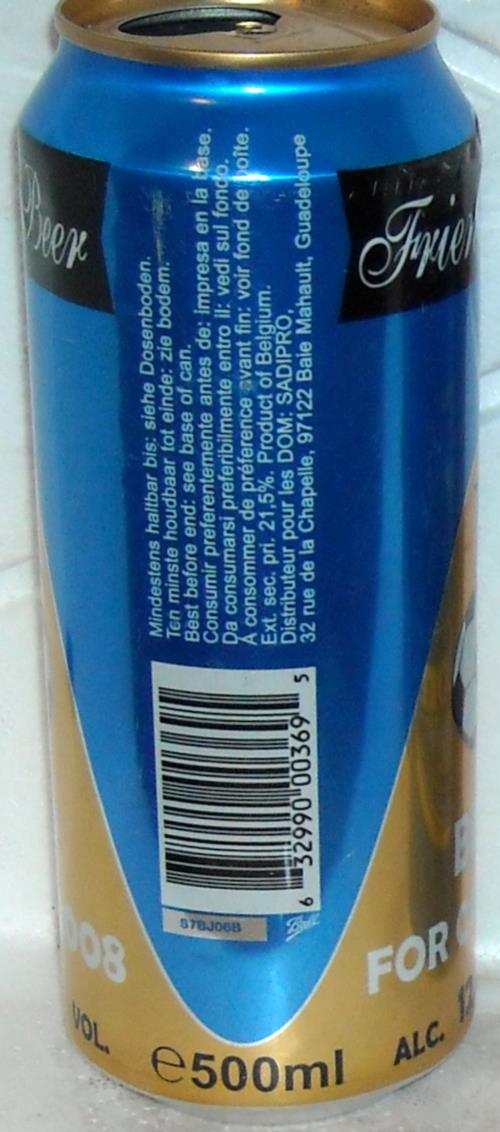 Beer
Mindestens haltbar bis: siehe Dosenboden.
Ten minste houdbaar tot einde: zie bodem.
Best before end: see base of can.
Consumir preferentemente antes de: impresa en la base.
Da consumarsi preferibilmente entro il: vedi sul fondo.
À consommer de préférence avant fin: voir fond de boîte.
Ext. sec. pri. 21,5%. Product of Belgium.
Distributeur pour les DOM: SADIPRO,
32 rue de la Chapelle, 97122 Baie Mahault, Guadeloupe
6 32990 00369 5
S7BJ06B
Ball
008
VOL.
FOR
ALC.
℮500ml